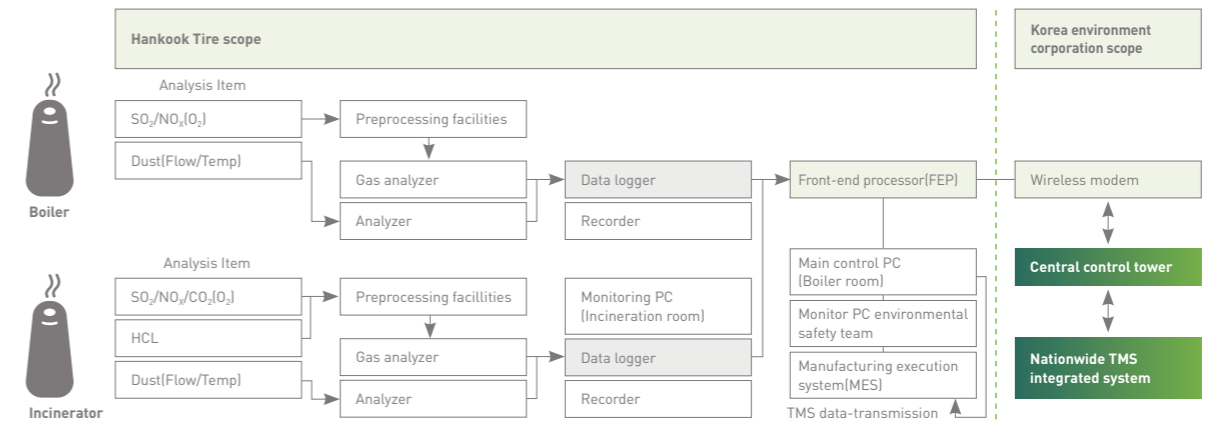 Hankook Tire scope
Korea environment
corporation scope
Analysis Item
SO₂/NOₓ(O₂)
Preprocessing facilities
Dust(Flow/Temp)
Gas analyzer
Data logger
Front-end processor(FEP)
Wireless modem
Boiler
Analyzer
Recorder
Analysis Item
SO₂/NOₓ/CO₂(O₂)
Preprocessing facillities
Monitoring PC
(Incineration room)
Main control PC
(Boiler room)
Central control tower
HCL
Monitor PC environmental
safety team
Gas analyzer
Data logger
Manufacturing execution
system(MES)
Nationwide TMS
integrated system
Dust(Flow/Temp)
Analyzer
Recorder
Incinerator
TMS data-transmission